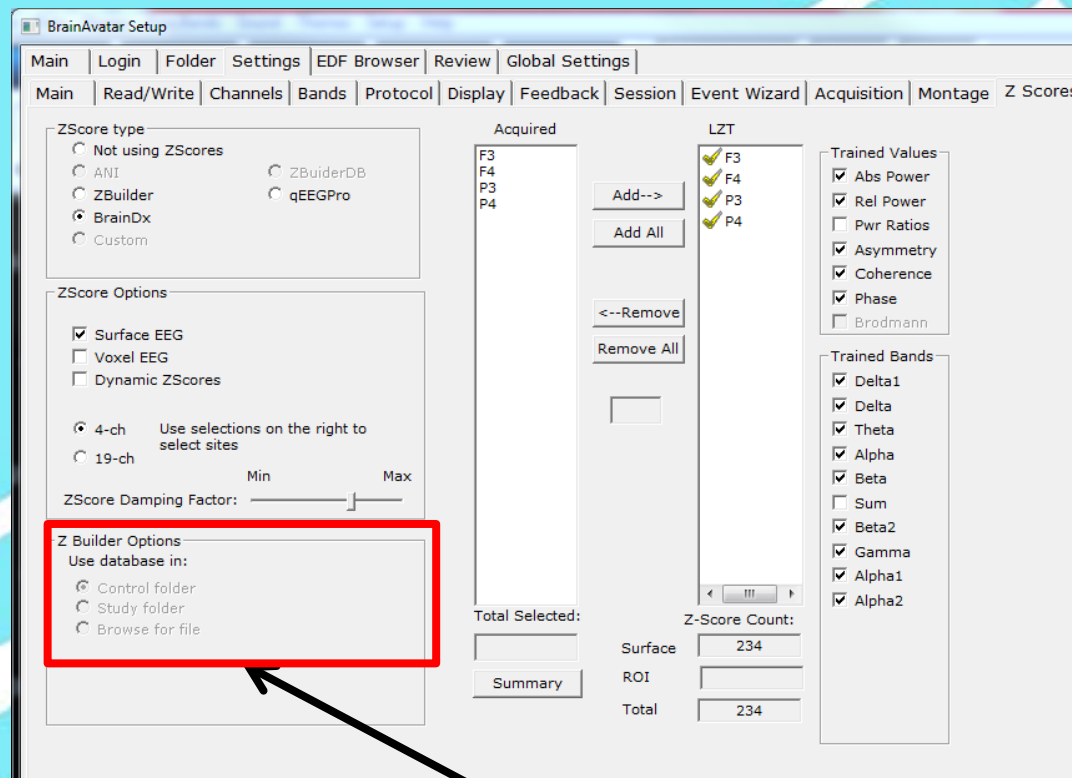 BrainAvatar Setup
Main Login Folder Settings EDF Browser Review Global Settings
Main Read/Write Channels Bands Protocol Display Feedback Session Event Wizard Acquisition Montage Z Scores
ZScore type
Not using ZScores
ANI ZBuiderDB
ZBuilder qEEGPro
BrainDx
Custom
ZScore Options
Surface EEG
Voxel EEG
Dynamic ZScores
4-ch Use selections on the right to
select sites
19-ch
Min Max
ZScore Damping Factor:
Z Builder Options
Use database in:
Control folder
Study folder
Browse for file
Acquired
F3
F4
P3
P4
Total Selected:
Summary
Add-->
Add All
<--Remove
Remove All
LZT
F3
F4
P3
P4
Z-Score Count:
Surface 234
ROI
Total 234
Trained Values
Abs Power
Rel Power
Pwr Ratios
Asymmetry
Coherence
Phase
Brodmann
Trained Bands
Delta1
Delta
Theta
Alpha
Beta
Sum
Beta2
Gamma
Alpha1
Alpha2